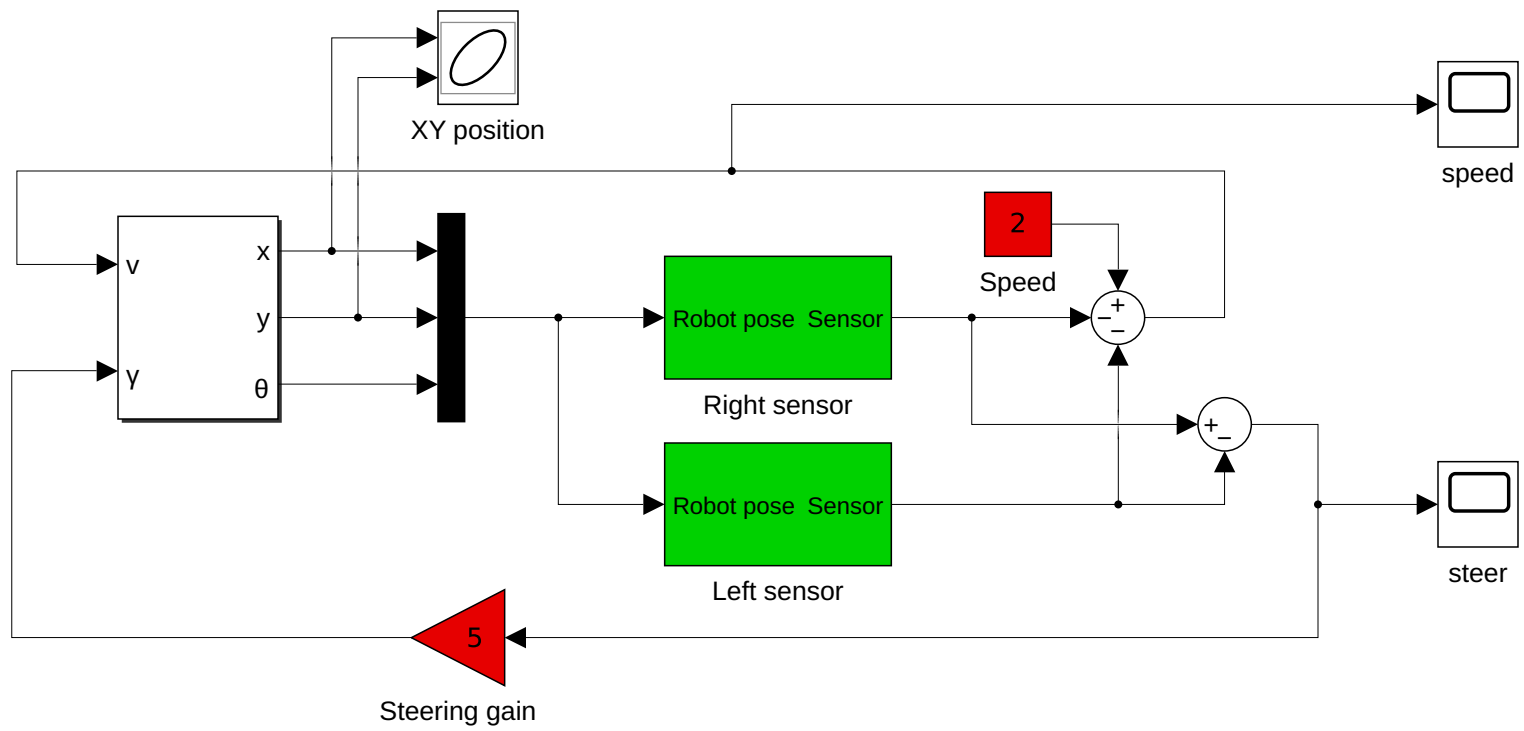 XY position
speed
v
y
x
y
θ
2
Speed
+
−
−
Robot pose Sensor
Right sensor
+
−
Robot pose Sensor
Left sensor
steer
5
Steering gain